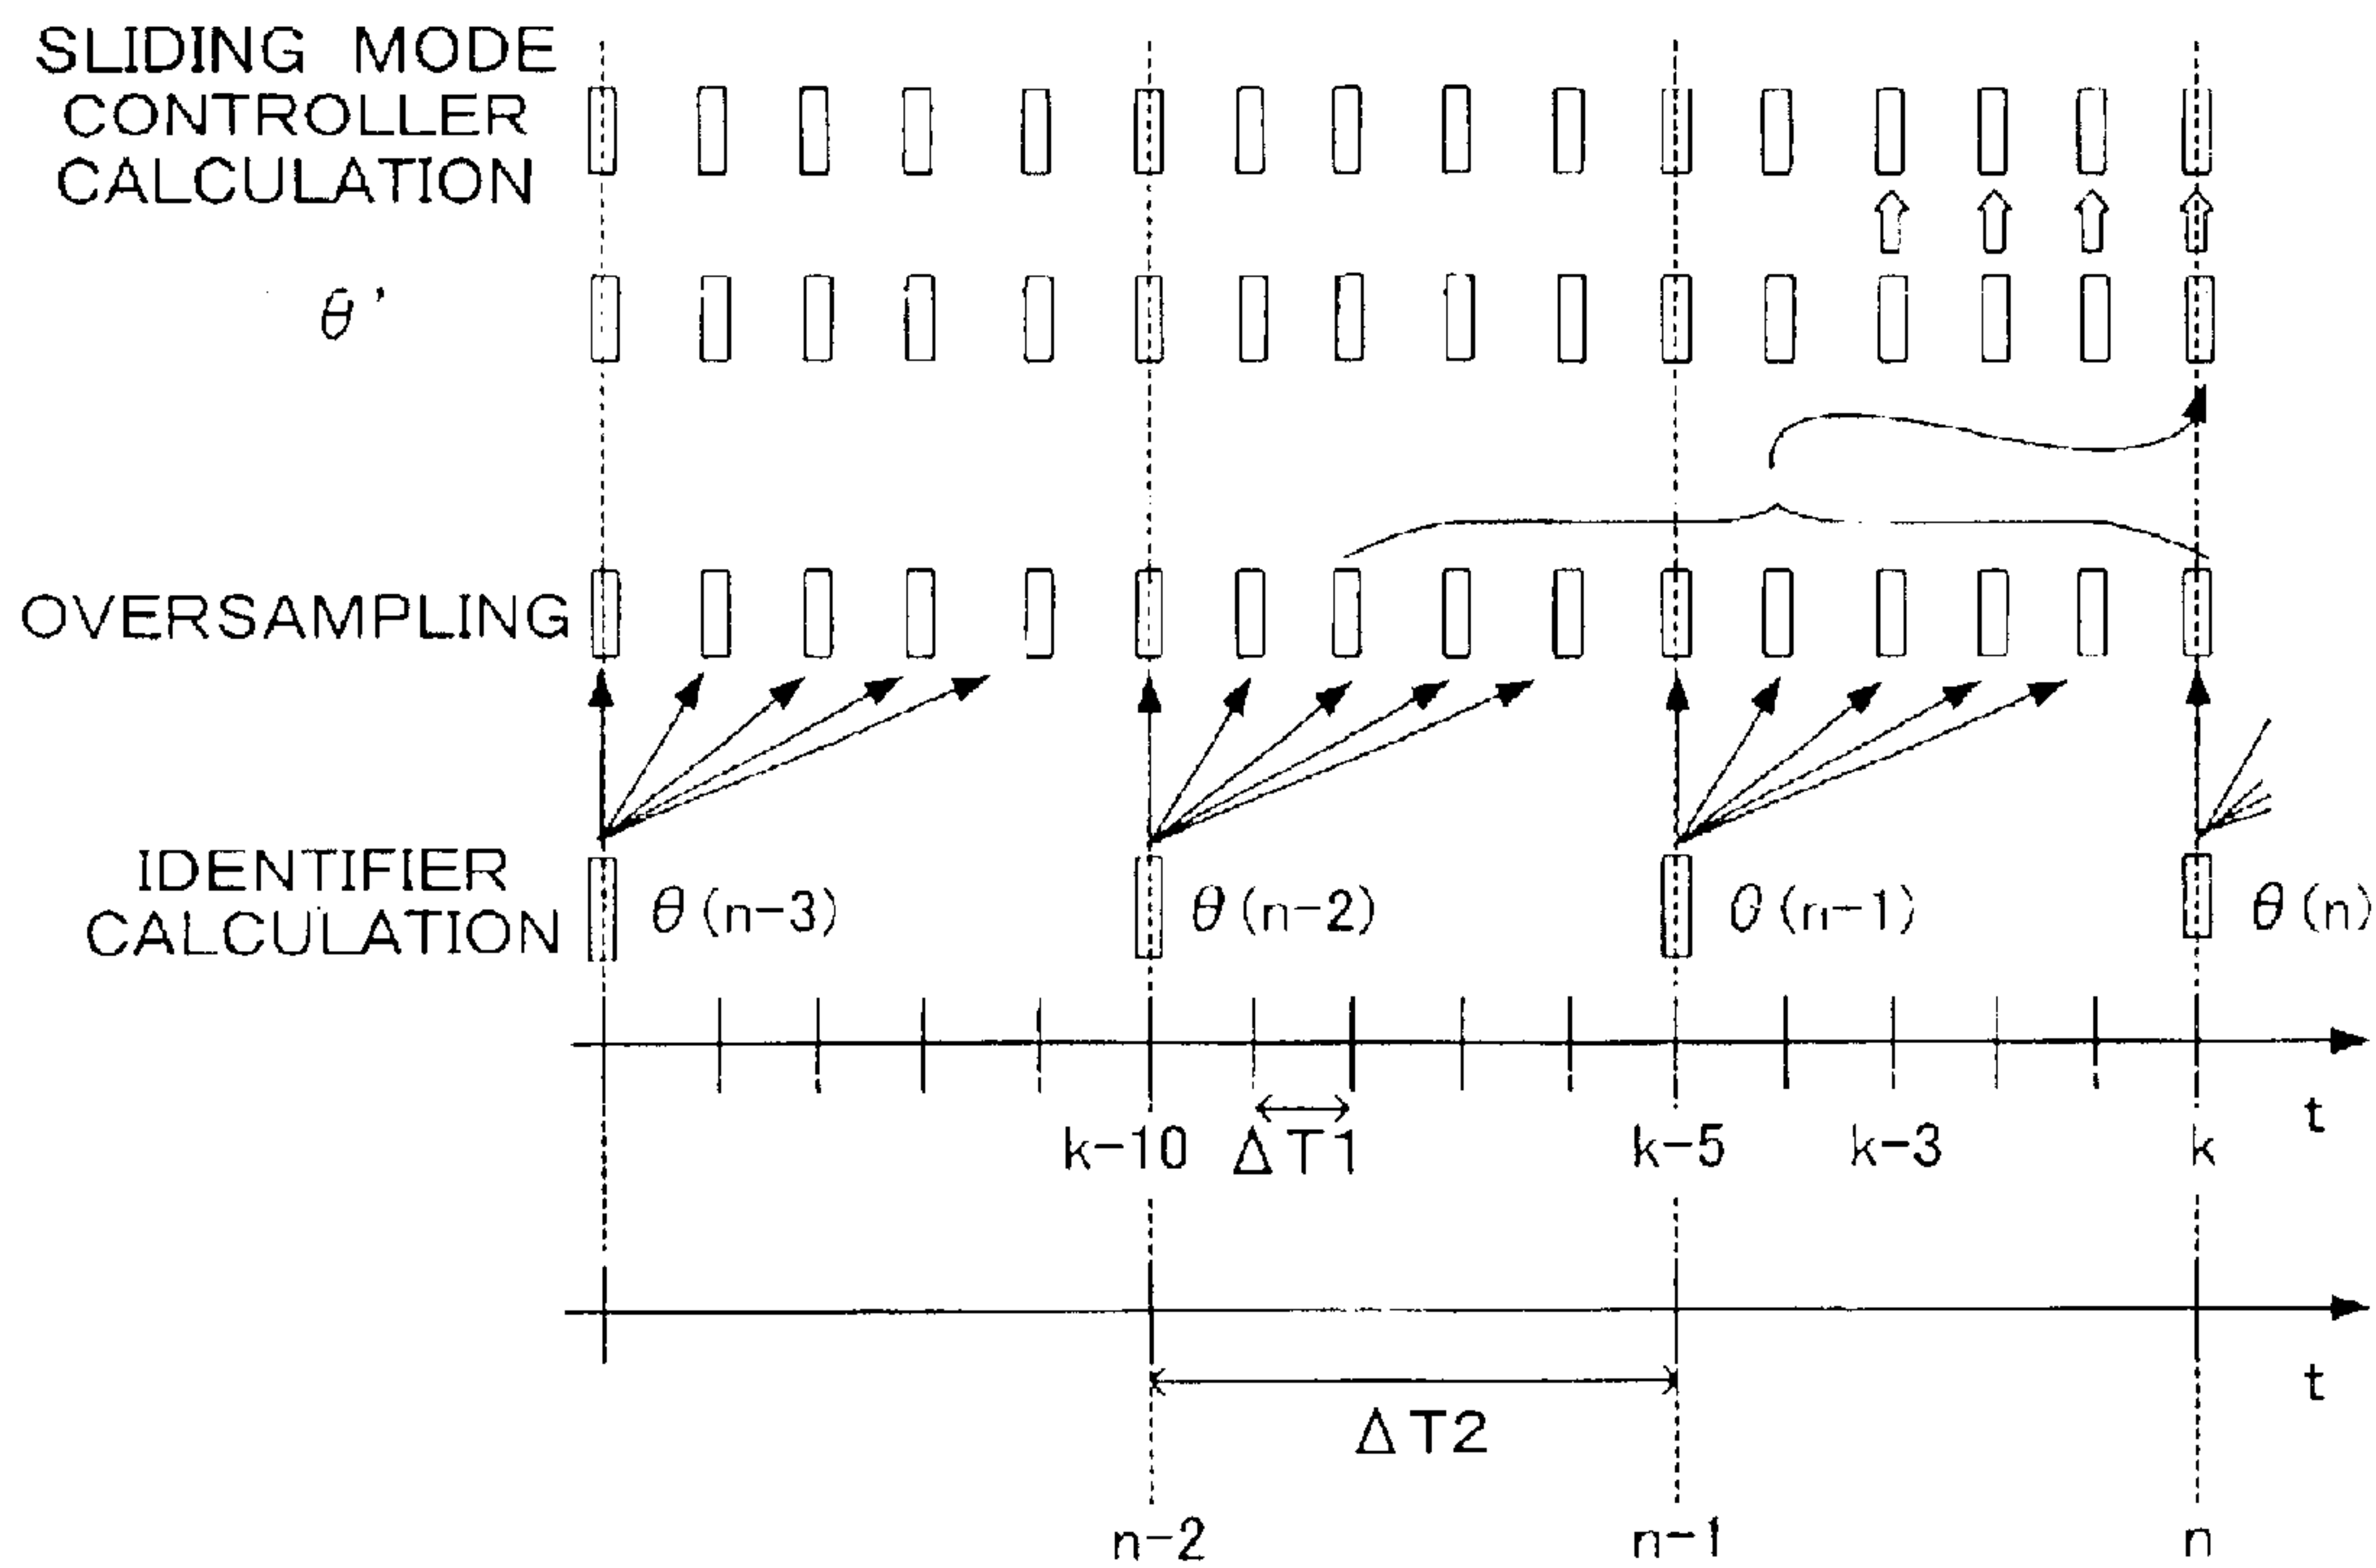 SLIDING MODE
CONTROLLER
CALCULATION
θ'
OVERSAMPLING
IDENTIFIER
CALCULATION
θ(n-3)
θ(n-2)
θ(n-1)
θ(n)
k-10
ΔT1
k-5
k-3
k
t
ΔT2
t
n-2
n-1
n